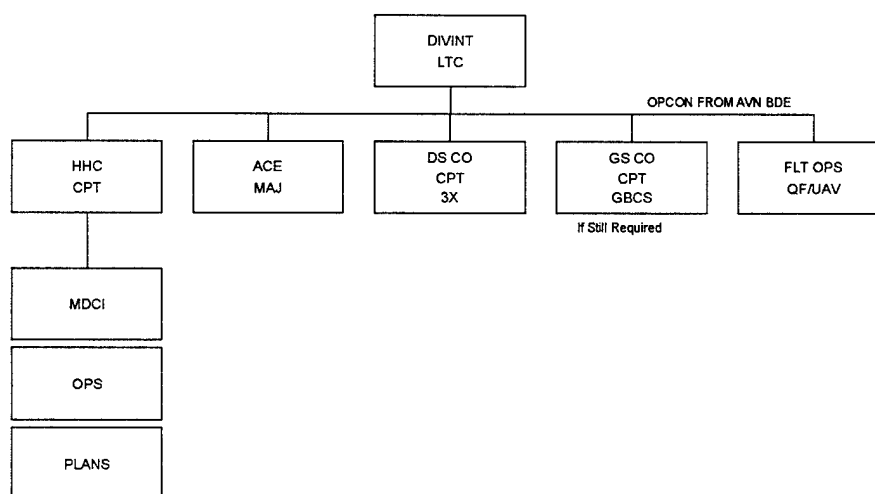 DIVINT
LTC
OPCON FROM AVN BDE
HHC
CPT
ACE
MAJ
DS CO
CPT
3X
GS CO
CPT
GBCS
FLT OPS
QF/UAV
If Still Required
MDCI
OPS
PLANS